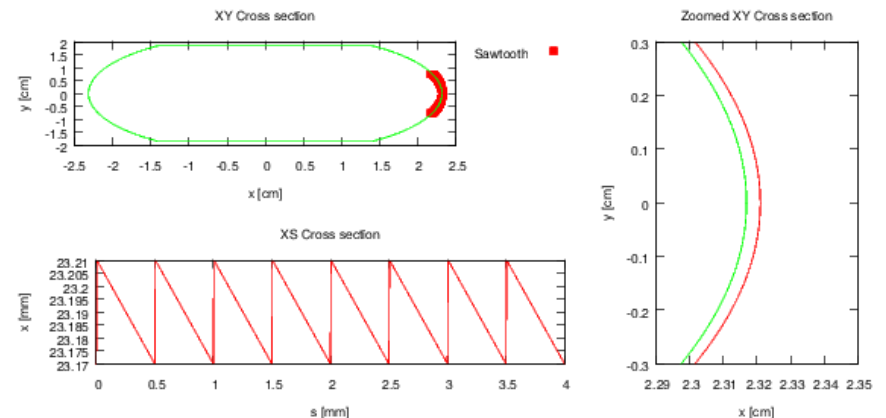 XY Cross section
2
1.5
1
0.5
0
-0.5
-1
-1.5
-2
y [cm]
-2.5 -2 -1.5 -1 -0.5 0 0.5 1 1.5 2 2.5
x [cm]
Sawtooth
XS Cross section
23.21
23.205
23.2
23.195
23.19
23.185
23.18
23.175
23.17
x [mm]
0 0.5 1 1.5 2 2.5 3 3.5 4
s [mm]
Zoomed XY Cross section
0.3
0.2
0.1
0
-0.1
-0.2
-0.3
y [cm]
2.29 2.3 2.31 2.32 2.33 2.34 2.35
x [cm]